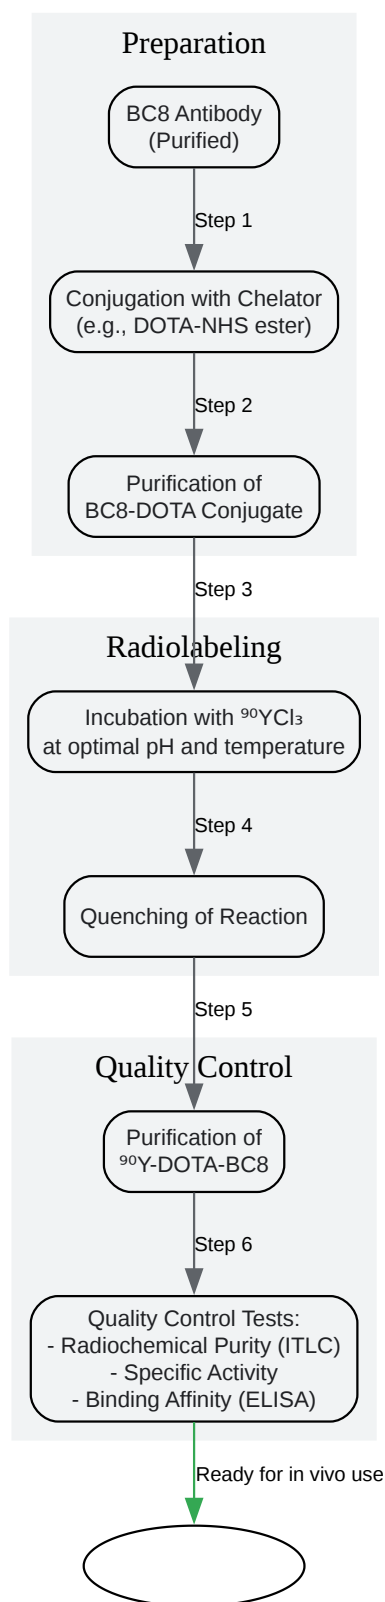 Preparation
BC8 Antibody
(Purified)
Step 1
Conjugation with Chelator
(e.g., DOTA-NHS ester)
Step 2
Purification of
BC8-DOTA Conjugate
Step 3
Radiolabeling
Incubation with ⁹⁰YCl₃
at optimal pH and temperature
Step 4
Quenching of Reaction
Step 5
Quality Control
Purification of
⁹⁰Y-DOTA-BC8
Step 6
Quality Control Tests:
- Radiochemical Purity (ITLC)
- Specific Activity
- Binding Affinity (ELISA)
Ready for in vivo use